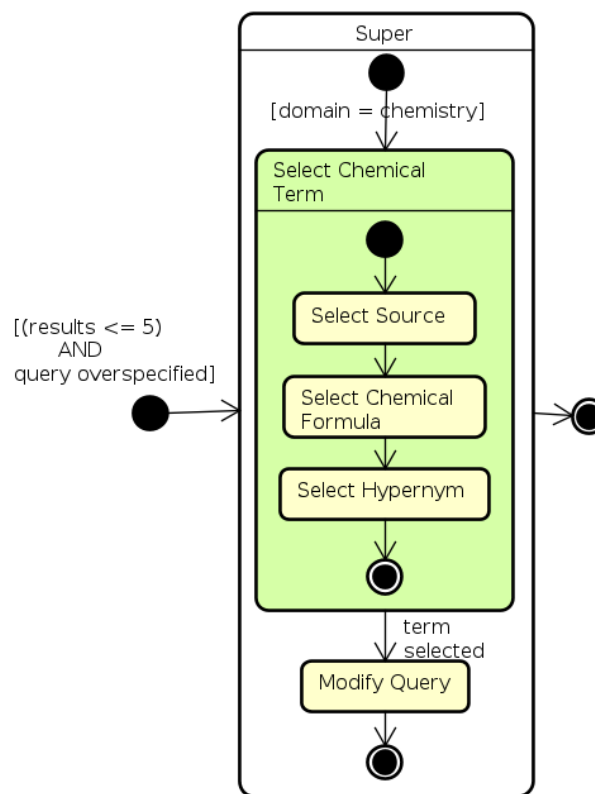 Super
[domain = chemistry]
Select Chemical
Term
Select Source
[(results <= 5)
AND
query overspecified]
Select Chemical
Formula
Select Hypernym
term
selected
Modify Query